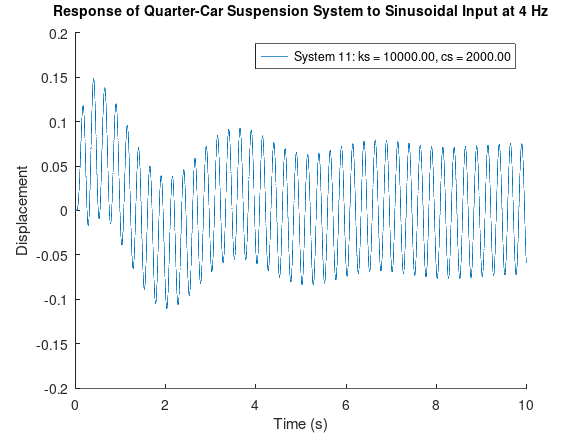 Response of Quarter-Car Suspension System to Sinusoidal Input at 4 Hz
System 11: ks = 10000.00, cs = 2000.00
0.2
0.15
0.1
0.05
0
-0.05
-0.1
-0.15
-0.2
Displacement
0 2 4 6 8 10
Time (s)